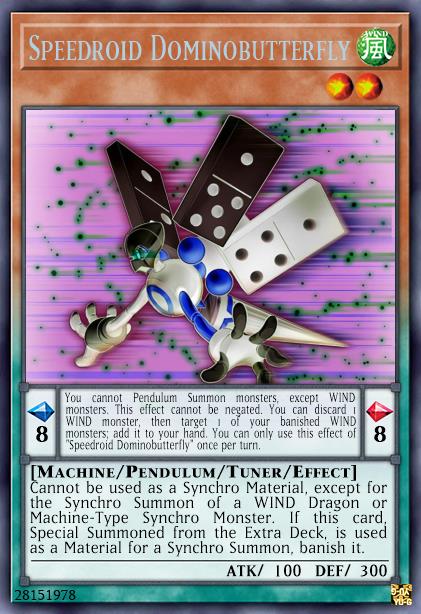 SPEEDROID DOMINOBUTTERFLY
WIND
風
You cannot Pendulum Summon monsters, except WIND
monsters. This effect cannot be negated. You can discard 1
WIND monster, then target 1 of your banished WIND
monsters; add it to your hand. You can only use this effect of
"Speedroid Dominobutterfly" once per turn.
8
8
[MACHINE/PENDULUM/TUNER/EFFECT]
Cannot be used as a Synchro Material, except for
the Synchro Summon of a WIND Dragon or
Machine-Type Synchro Monster. If this card,
Special Summoned from the Extra Deck, is used
as a Material for a Synchro Summon, banish it.
ATK/ 100 DEF/ 300
28151978